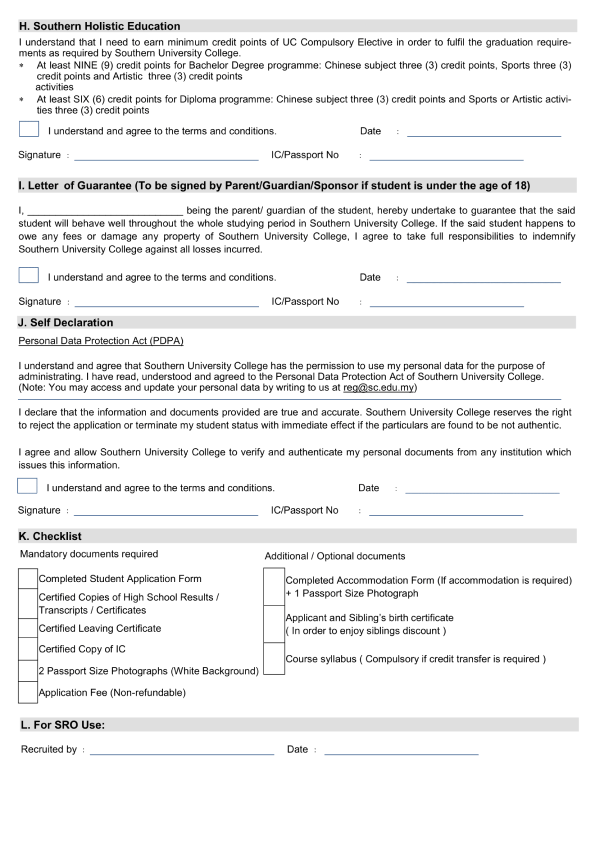 H. Southern Holistic Education
I understand that I need to earn minimum credit points of UC Compulsory Elective in order to fulfil the graduation require-
ments as required by Southern University College.
* At least NINE (9) credit points for Bachelor Degree programme: Chinese subject three (3) credit points, Sports three (3)
credit points and Artistic three (3) credit points
activities
* At least SIX (6) credit points for Diploma programme: Chinese subject three (3) credit points and Sports or Artistic activi-
ties three (3) credit points
I understand and agree to the terms and conditions. Date :
Signature : IC/Passport No :
I. Letter of Guarantee (To be signed by Parent/Guardian/Sponsor if student is under the age of 18)
I, ____________________________ being the parent/ guardian of the student, hereby undertake to guarantee that the said
student will behave well throughout the whole studying period in Southern University College. If the said student happens to
owe any fees or damage any property of Southern University College, I agree to take full responsibilities to indemnify
Southern University College against all losses incurred.
I understand and agree to the terms and conditions. Date :
Signature : IC/Passport No :
J. Self Declaration
Personal Data Protection Act (PDPA)
I understand and agree that Southern University College has the permission to use my personal data for the purpose of
administrating. I have read, understood and agreed to the Personal Data Protection Act of Southern University College.
(Note: You may access and update your personal data by writing to us at reg@sc.edu.my)
I declare that the information and documents provided are true and accurate. Southern University College reserves the right
to reject the application or terminate my student status with immediate effect if the particulars are found to be not authentic.
I agree and allow Southern University College to verify and authenticate my personal documents from any institution which
issues this information.
I understand and agree to the terms and conditions. Date :
Signature : IC/Passport No :
K. Checklist
Mandatory documents required
Completed Student Application Form
Certified Copies of High School Results /
Transcripts / Certificates
Certified Leaving Certificate
Certified Copy of IC
2 Passport Size Photographs (White Background)
Application Fee (Non-refundable)
Additional / Optional documents
Completed Accommodation Form (If accommodation is required)
+ 1 Passport Size Photograph
Applicant and Sibling's birth certificate
( In order to enjoy siblings discount )
Course syllabus ( Compulsory if credit transfer is required )
L. For SRO Use:
Recruited by : Date :